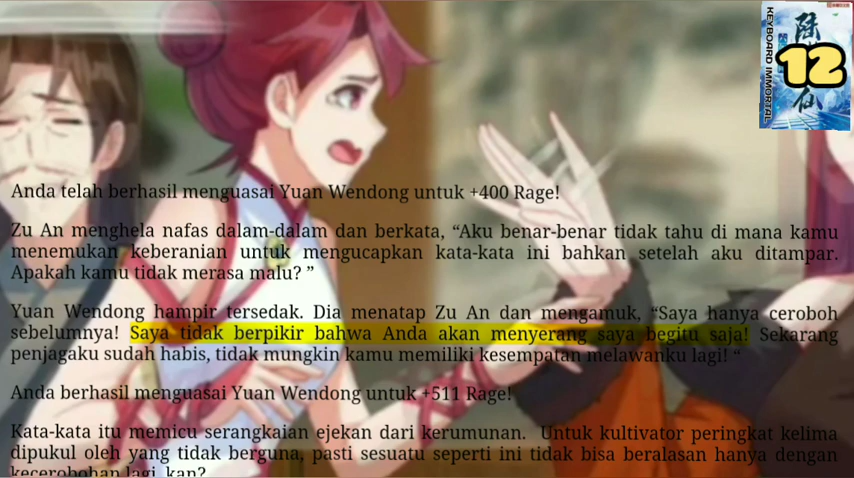 KEYBOARD IMMORTAL
12
Anda telah berhasil menguasai Yuan Wendong untuk +400 Rage!
Zu An menghela nafas dalam-dalam dan berkata, “Aku benar-benar tidak tahu di mana kamu
menemukan keberanian untuk mengucapkan kata-kata ini bahkan setelah aku ditampar.
Apakah kamu tidak merasa malu? ”
Yuan Wendong hampir tersedak. Dia menatap Zu An dan mengamuk, “Saya hanya ceroboh
sebelumnya! Saya tidak berpikir bahwa Anda akan menyerang saya begitu saja! Sekarang
penjagaku sudah habis, tidak mungkin kamu memiliki kesempatan melawanku lagi! “
Anda berhasil menguasai Yuan Wendong untuk +511 Rage!
Kata-kata itu memicu serangkaian ejekan dari kerumunan. Untuk kultivator peringkat kelima
dipukul oleh yang tidak berguna, pasti sesuatu seperti ini tidak bisa beralasan hanya dengan
kecerobohan lagi, kan?